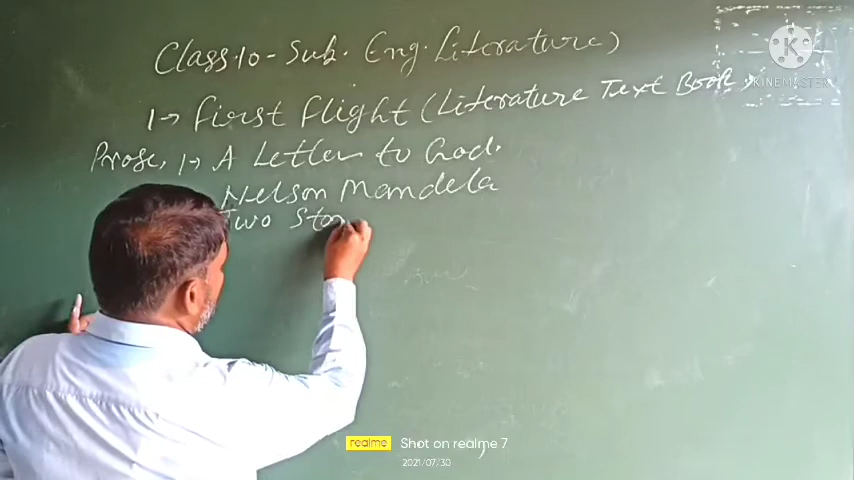 Class.10 - Sub. Eng. Literature)
1→ First flight (Literature Text Book.
Prose, 1→ A Letter to God.
Nelson Mandela
Two Sto
K
KINEMASTER
realme Shot on realme 7
2021/07/30